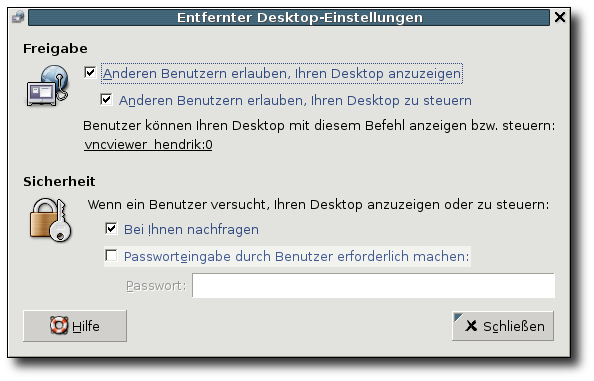 Entfernter Desktop-Einstellungen
Freigabe
Anderen Benutzern erlauben, Ihren Desktop anzuzeigen
Anderen Benutzern erlauben, Ihren Desktop zu steuern
Benutzer können Ihren Desktop mit diesem Befehl anzeigen bzw. steuern:
vncviewer hendrik:0
Sicherheit
Wenn ein Benutzer versucht, Ihren Desktop anzuzeigen oder zu steuern:
Bei Ihnen nachfragen
Passworteingabe durch Benutzer erforderlich machen:
Passwort:
Hilfe
Schließen